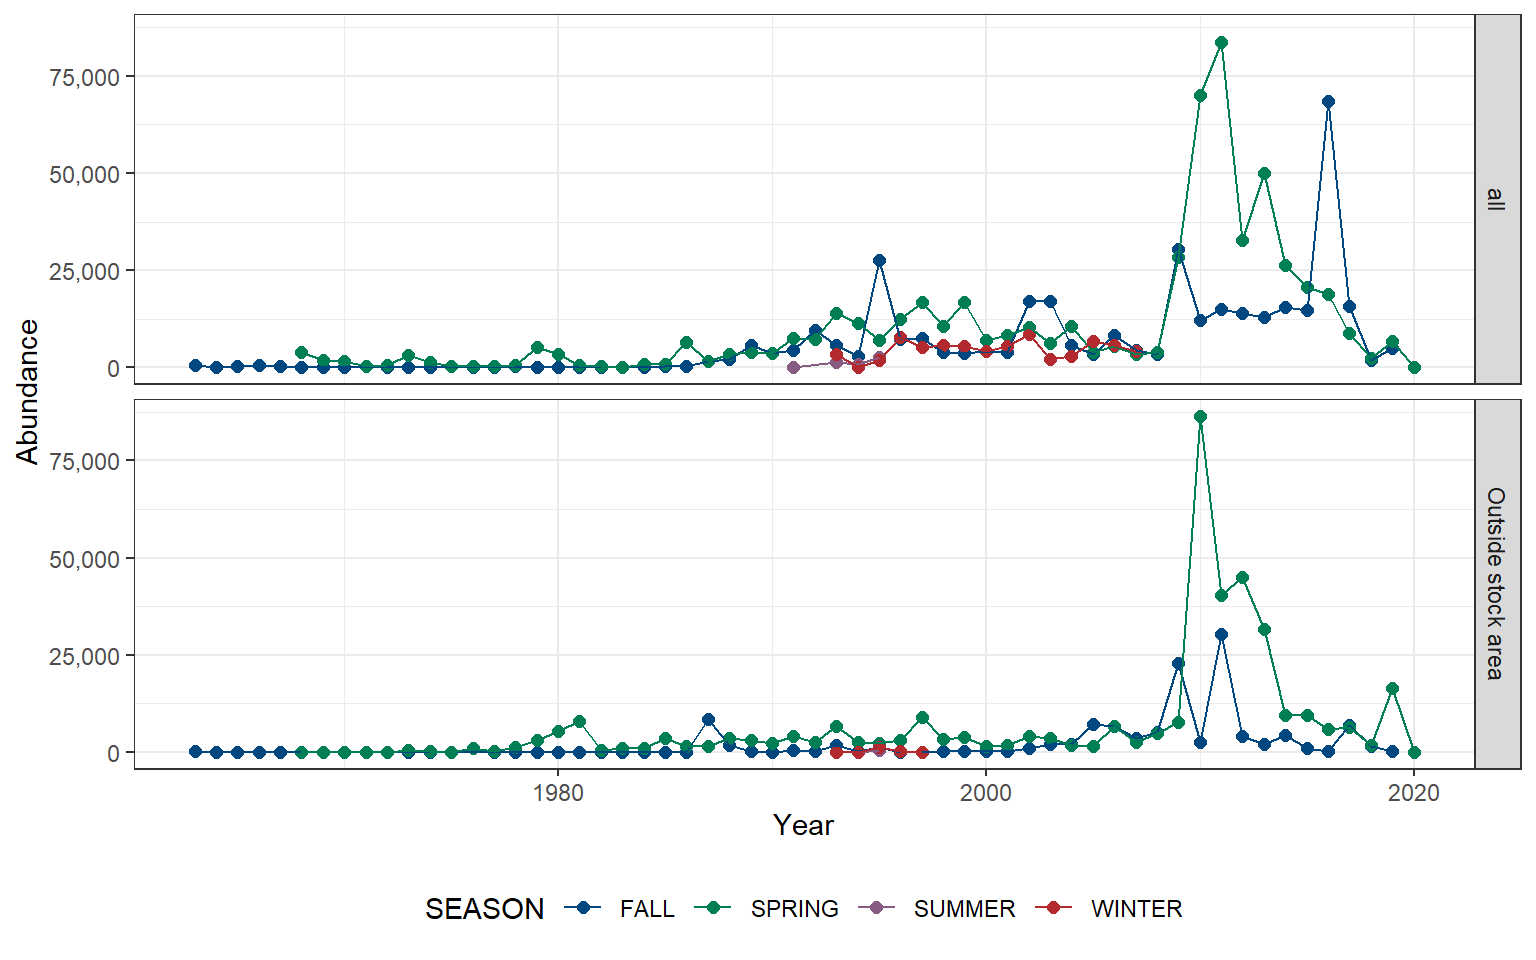 Abundance
75,000
50,000
25,000
0
all
75,000
50,000
25,000
0
Outside stock area
1980
2000
2020
Year
SEASON FALL SPRING SUMMER WINTER